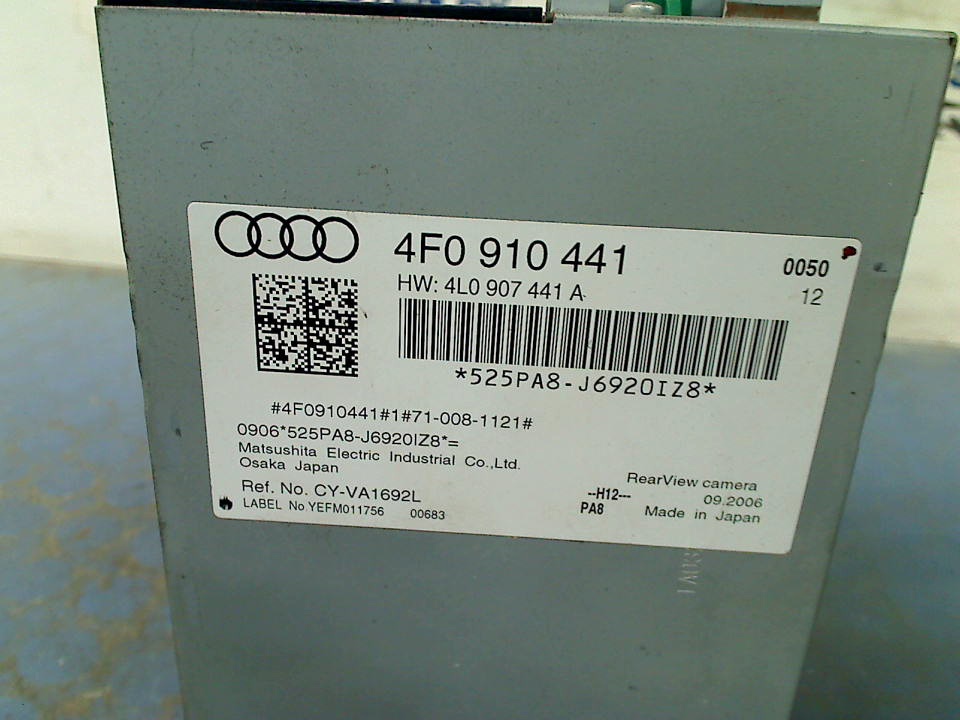 4F0 910 441
0050
HW: 4L0 907 441 A
12
*525PA8-J6920IZ8*
#4F0910441#1#71-008-1121#
0906*525PA8-J6920IZ8*=
Matsushita Electric Industrial Co.,Ltd.
Osaka Japan
RearView camera
Ref. No. CY-VA1692L
--H12---
09.2006
LABEL No.YEFM011756
00683
PA8
Made in Japan